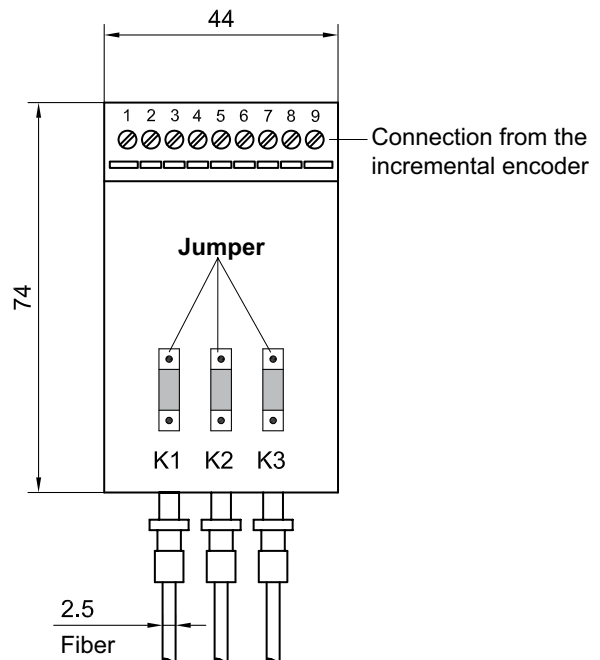 44
1 2 3 4 5 6 7 8 9
Connection from the
incremental encoder
Jumper
74
K1 K2 K3
2.5
Fiber